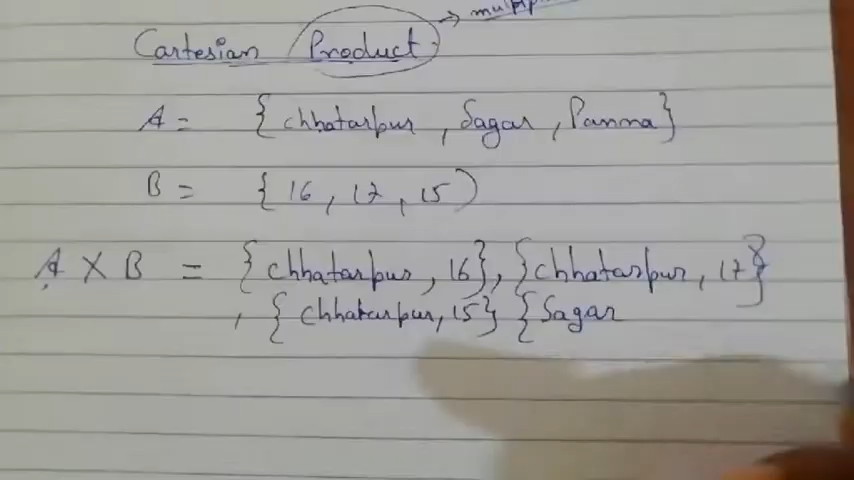 Cartesian Product →
A = {chhatarpur, Sagar, Panna}
B = {16, 17, 15)
A X B = {chhatarpur, 16}, {chhatarpur, 17}
, {chhatarpur, 15} {Sagar